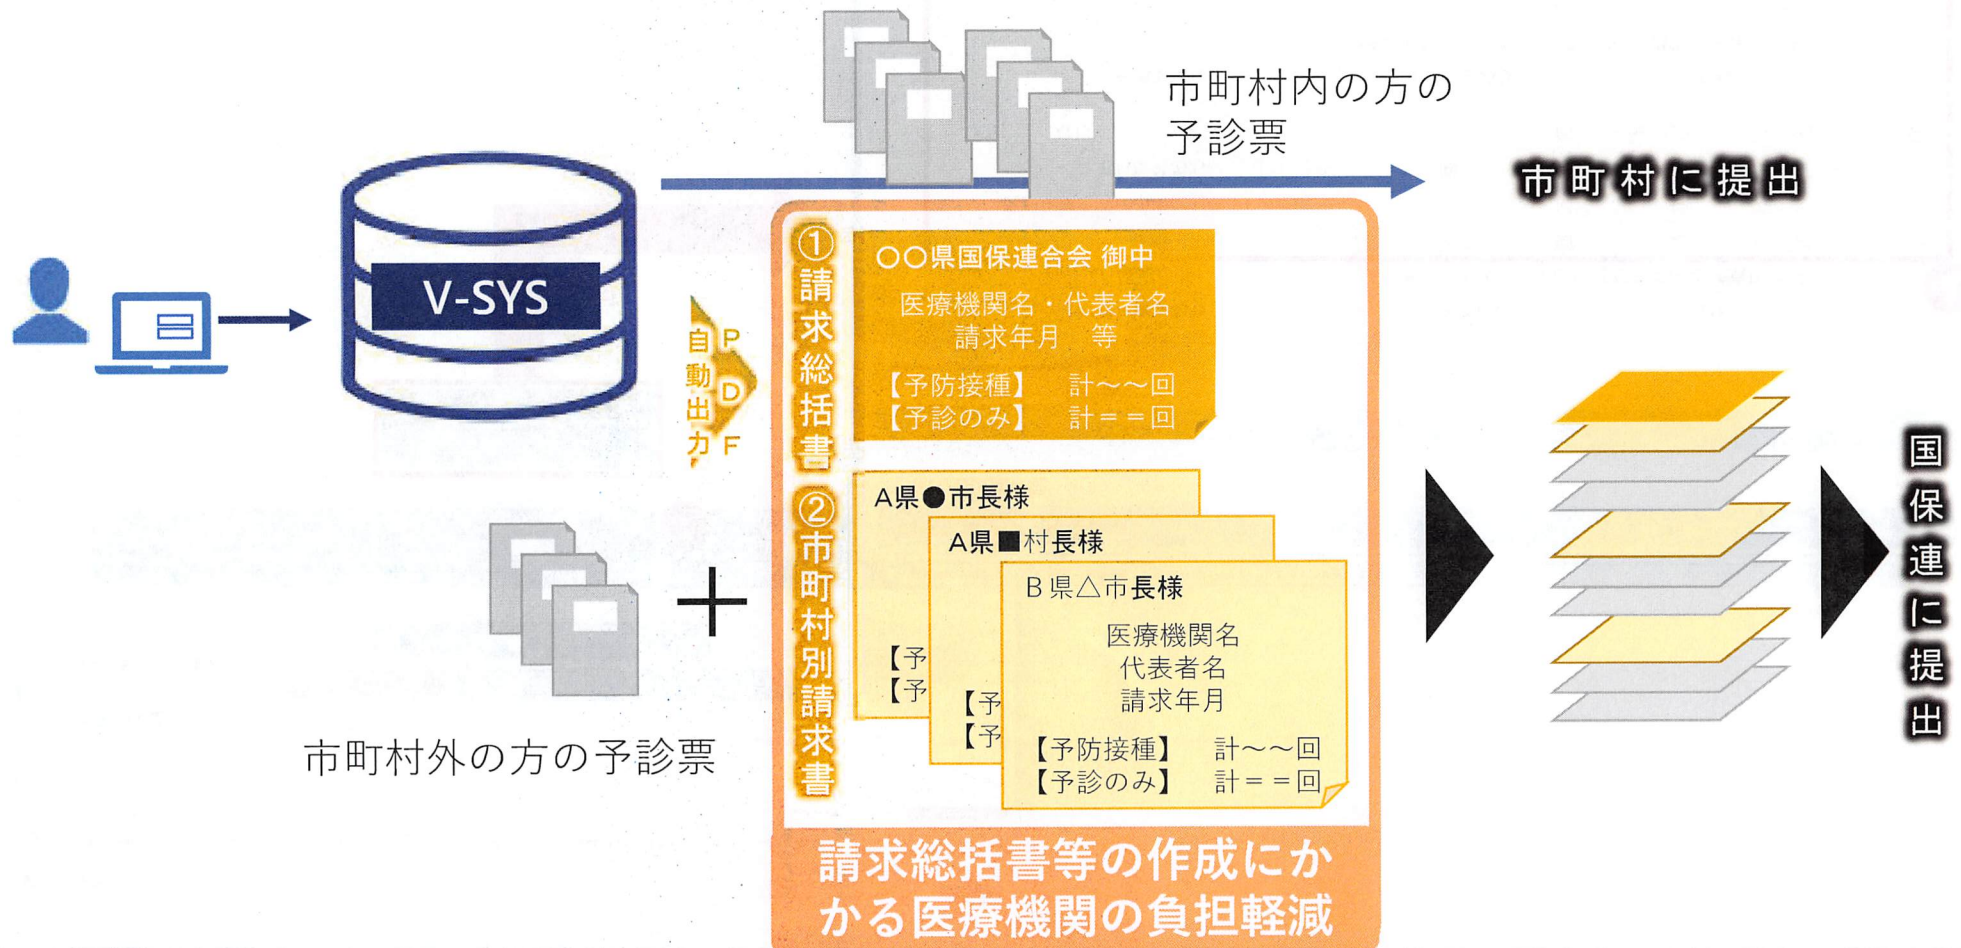 市町村内の方の
予診票
市町村に提出
V-SYS
PDF
自動出力
①請求総括書
〇〇県国保連合会 御中
医療機関名・代表者名
請求年月　等
【予防接種】　計～～回
【予診のみ】　計＝＝回
②市町村別請求書
A県●市長様
【予
【予
A県■村長様
【予
【予
B県△市長様
医療機関名
代表者名
請求年月
【予防接種】　計～～回
【予診のみ】　計＝＝回
市町村外の方の予診票
国保連に提出
請求総括書等の作成にか
かる医療機関の負担軽減